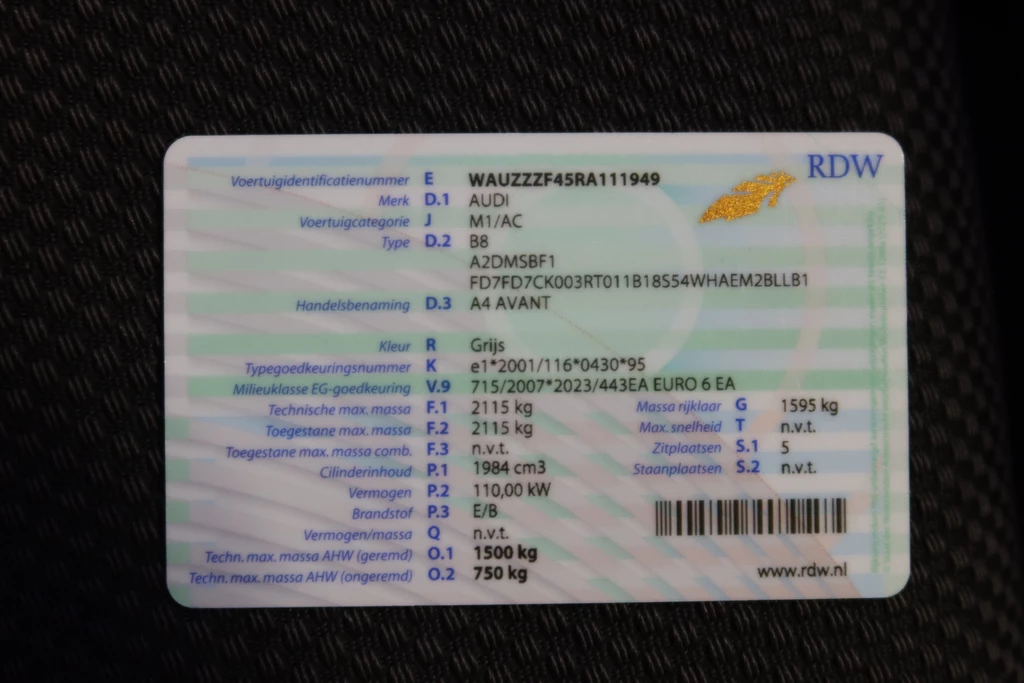 RDW
Voertuigidentificatienummer E WAUZZZF45RA111949
Merk D.1 AUDI
Voertuigcategorie J M1/AC
Type D.2 B8
A2DMSBF1
FD7FD7CK003RT011B18S54WHAEM2BLLB1
Handelsbenaming D.3 A4 AVANT
Kleur R Grijs
Typegoedkeuringsnummer K e1*2001/116*0430*95
Milieuklasse EG-goedkeuring V.9 715/2007*2023/443EA EURO 6 EA
Technische max. massa F.1 2115 kg Massa rijklaar G 1595 kg
Toegestane max. massa F.2 2115 kg Max. snelheid T n.v.t.
Toegestane max. massa comb. F.3 n.v.t. Zitplaatsen S.1 5
Cilinderinhoud P.1 1984 cm3 Staanplaatsen S.2 n.v.t.
Vermogen P.2 110,00 kW
Brandstof P.3 E/B
Vermogen/massa Q n.v.t.
Techn. max. massa AHW (geremd) O.1 1500 kg
Techn. max. massa AHW (ongeremd) O.2 750 kg
www.rdw.nl